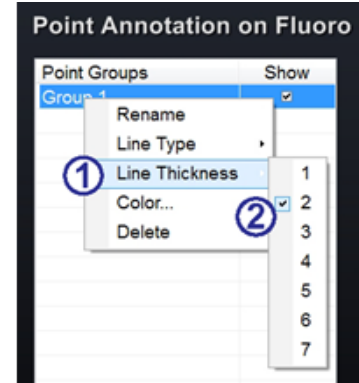 Point Annotation on Fluoro
Point Groups Show
Group 1
Rename
Line Type
1 Line Thickness 1
Color... 2 2
Delete 3
4
5
6
7